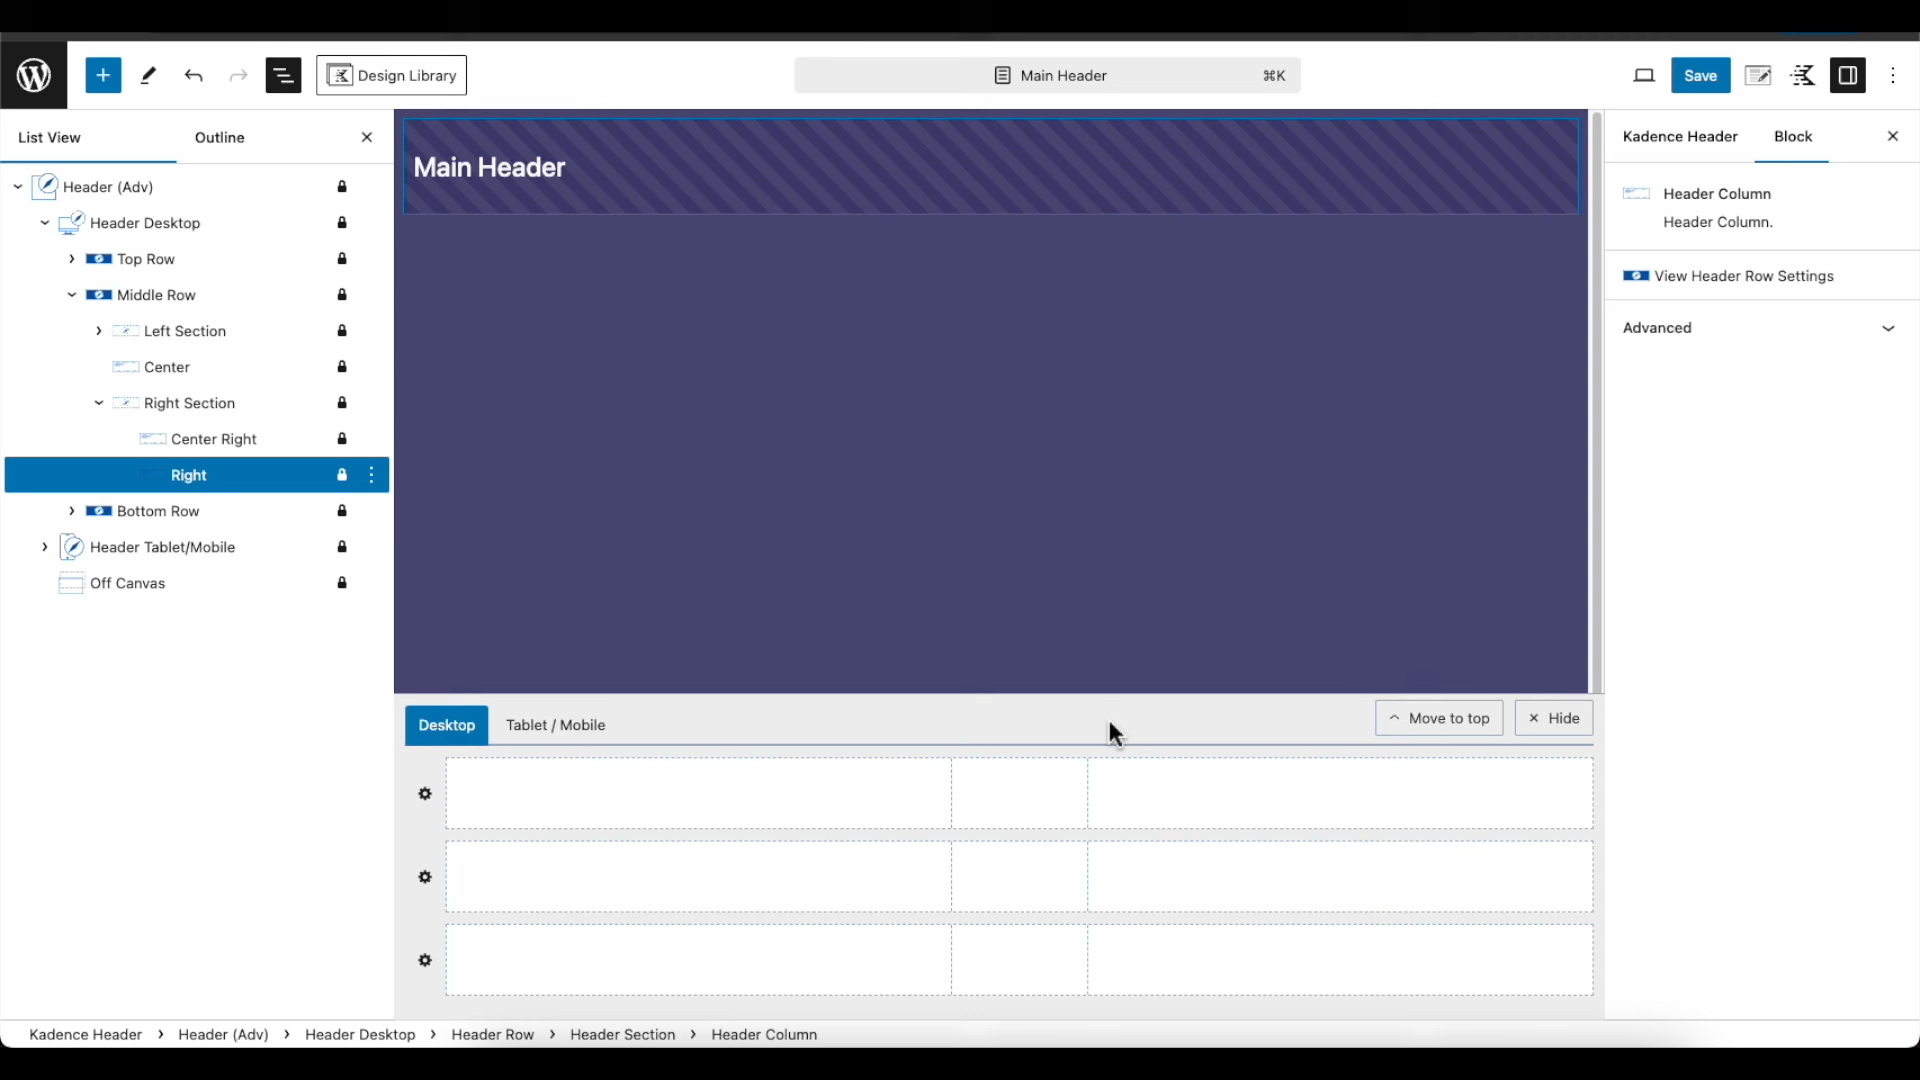 Design Library
Main Header
⌘K
Save
List View
Outline
Header (Adv)
Header Desktop
Top Row
Middle Row
Left Section
Center
Right Section
Center Right
Right
Bottom Row
Header Tablet/Mobile
Off Canvas
Main Header
Desktop
Tablet / Mobile
Move to top
Hide
Kadence Header
Block
Header Column
Header Column.
View Header Row Settings
Advanced
Kadence Header > Header (Adv) > Header Desktop > Header Row > Header Section > Header Column